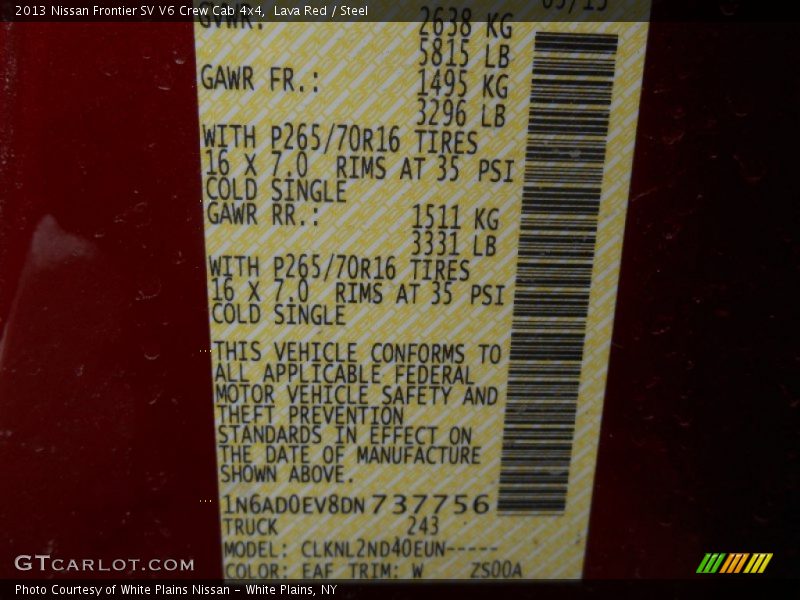 2013 Nissan Frontier SV V6 Crew Cab 4x4, Lava Red / Steel
GVWR: 2638 KG
5815 LB
GAWR FR.: 1495 KG
3296 LB
WITH P265/70R16 TIRES
16 X 7.0 RIMS AT 35 PSI
COLD SINGLE
GAWR RR.: 1511 KG
3331 LB
WITH P265/70R16 TIRES
16 X 7.0 RIMS AT 35 PSI
COLD SINGLE
THIS VEHICLE CONFORMS TO
ALL APPLICABLE FEDERAL
MOTOR VEHICLE SAFETY AND
THEFT PREVENTION
STANDARDS IN EFFECT ON
THE DATE OF MANUFACTURE
SHOWN ABOVE.
1N6AD0EV8DN737756
TRUCK 243
MODEL: CLKNL2ND40EUN-----
COLOR: EAF TRIM: W ZS00A
GTCARLOT.COM
Photo Courtesy of White Plains Nissan - White Plains, NY